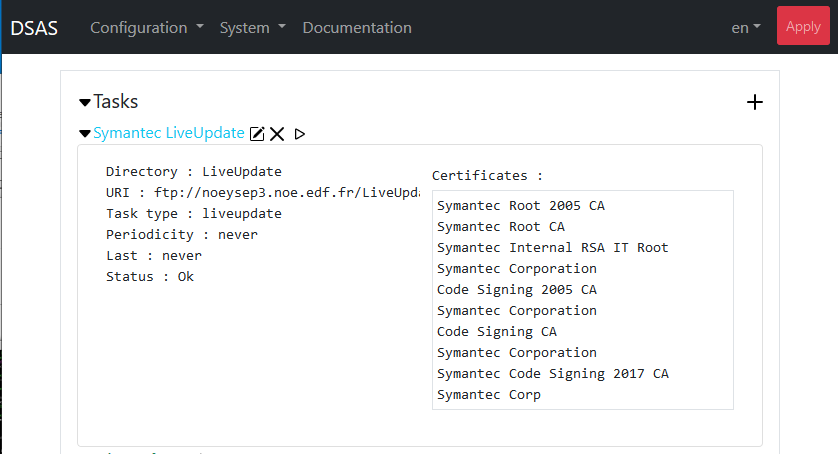 DSAS Configuration System Documentation en Apply
Tasks
Symantec LiveUpdate
Directory : LiveUpdate
URI : ftp://noeysep3.noe.edf.fr/LiveUpda
Task type : liveupdate
Periodicity : never
Last : never
Status : Ok
Certificates :
Symantec Root 2005 CA
Symantec Root CA
Symantec Internal RSA IT Root
Symantec Corporation
Code Signing 2005 CA
Symantec Corporation
Code Signing CA
Symantec Corporation
Symantec Code Signing 2017 CA
Symantec Corp